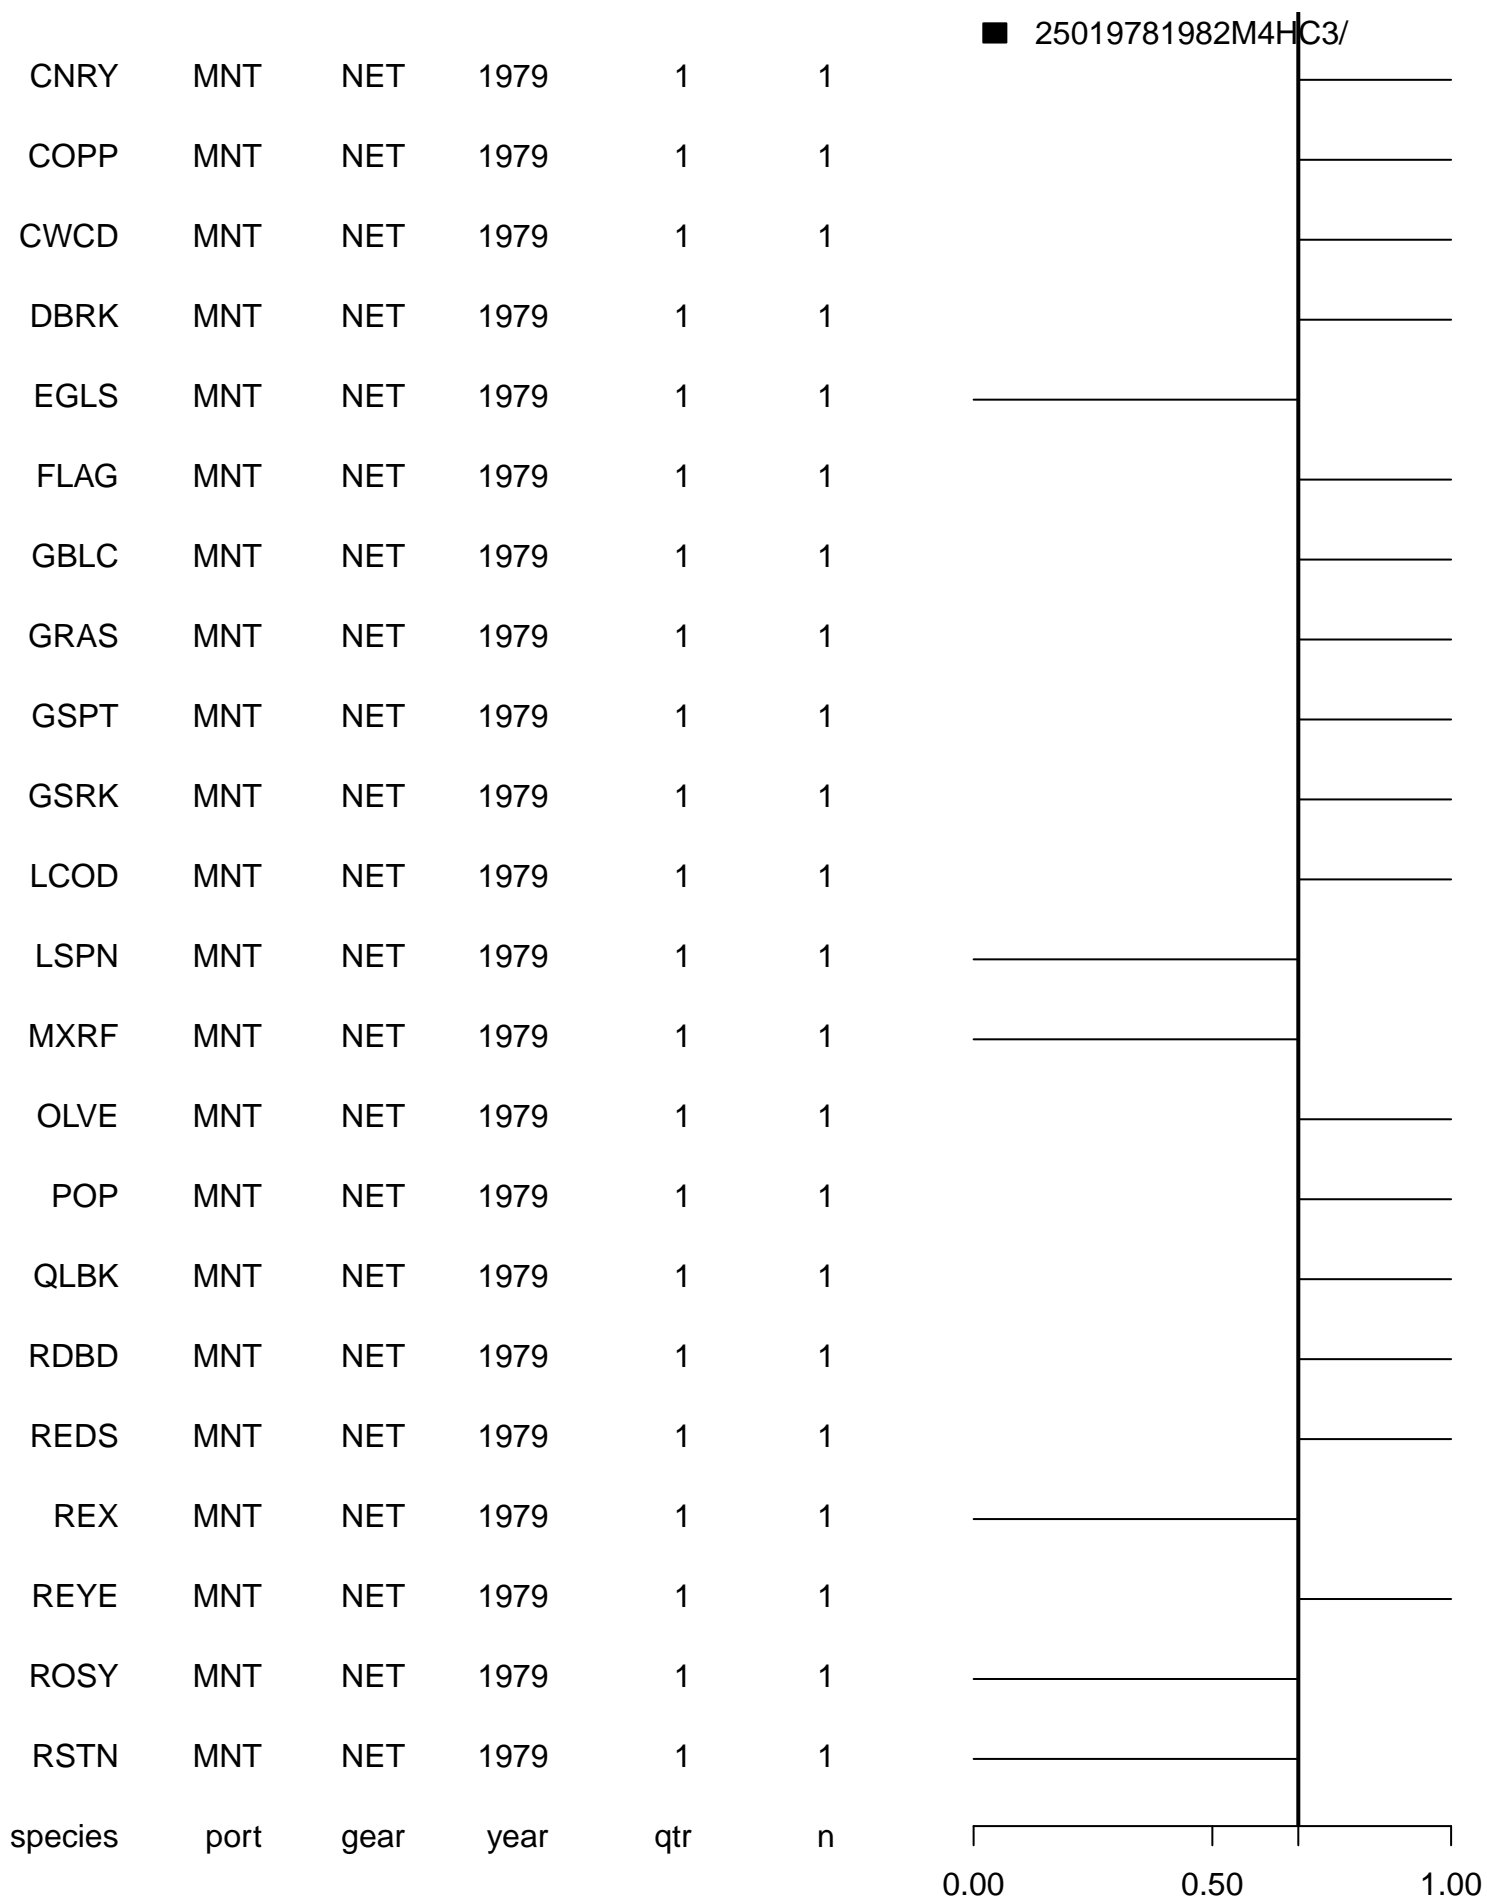 25019781982M4HC3/
CNRY MNT NET 1979 1 1
COPP MNT NET 1979 1 1
CWCD MNT NET 1979 1 1
DBRK MNT NET 1979 1 1
EGLS MNT NET 1979 1 1
FLAG MNT NET 1979 1 1
GBLC MNT NET 1979 1 1
GRAS MNT NET 1979 1 1
GSPT MNT NET 1979 1 1
GSRK MNT NET 1979 1 1
LCOD MNT NET 1979 1 1
LSPN MNT NET 1979 1 1
MXRF MNT NET 1979 1 1
OLVE MNT NET 1979 1 1
POP MNT NET 1979 1 1
QLBK MNT NET 1979 1 1
RDBD MNT NET 1979 1 1
REDS MNT NET 1979 1 1
REX MNT NET 1979 1 1
REYE MNT NET 1979 1 1
ROSY MNT NET 1979 1 1
RSTN MNT NET 1979 1 1
species port gear year qtr n
0.00 0.50 1.00